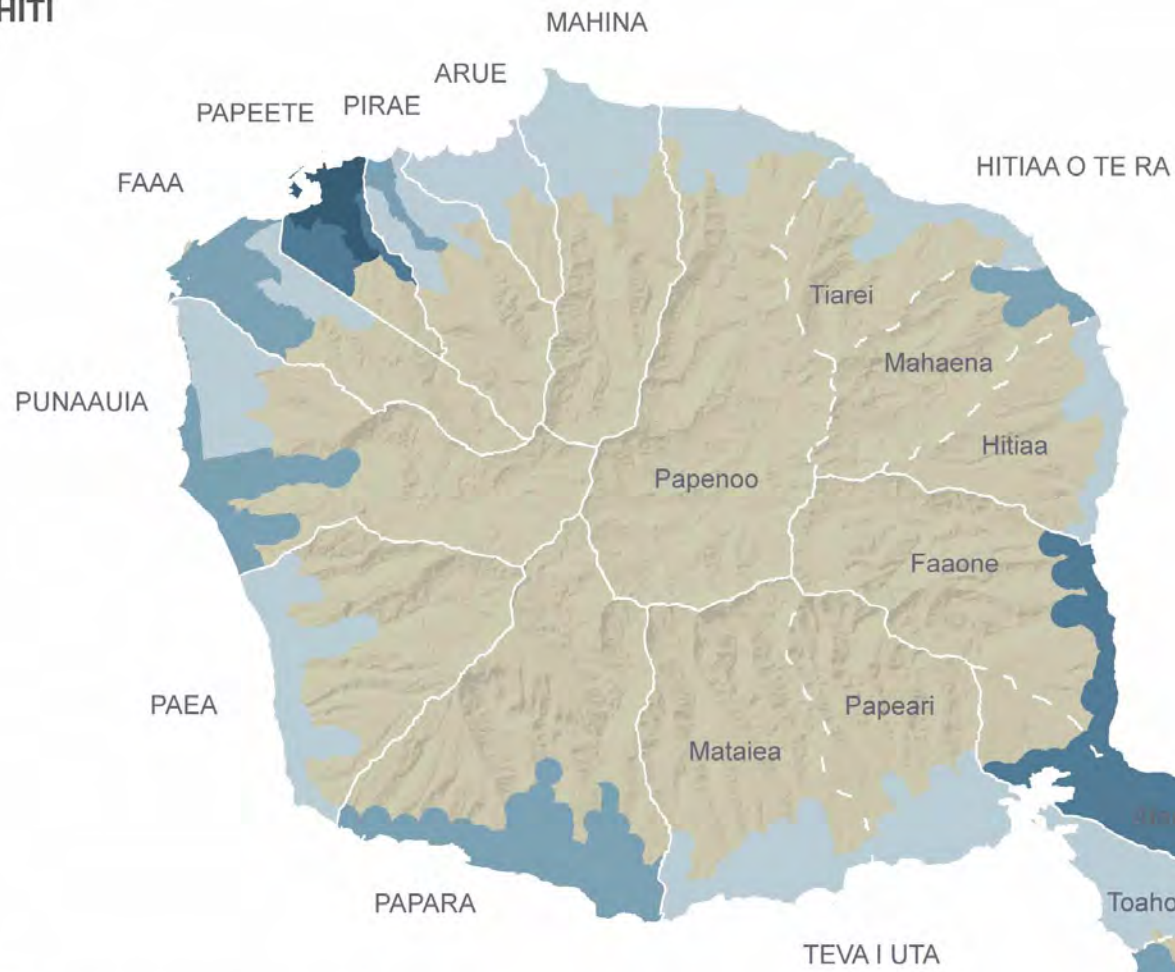 HITI
MAHINA
ARUE
PAPEETE
PIRAE
HITIAA O TE RA
FAAA
Tiarei
Mahaena
PUNAAUIA
Hitiaa
Papenoo
Faaone
PAEA
Papeari
Mataiea
Toaho
PAPARA
TEVA I UTA